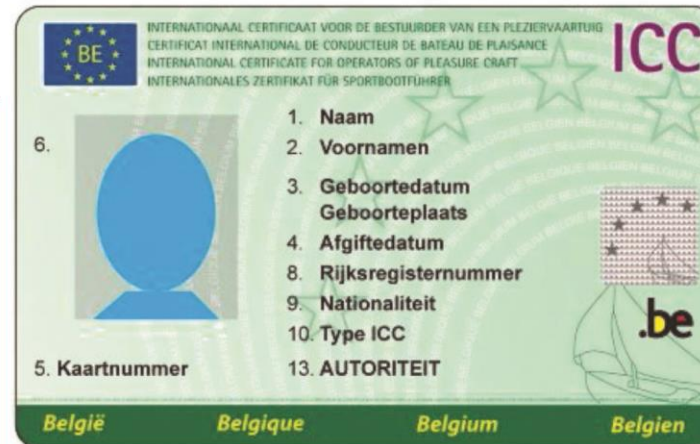 BE
INTERNATIONAAL CERTIFICAAT VOOR DE BESTUURDER VAN EEN PLEZIERVAARTUIG
CERTIFICAT INTERNATIONAL DE CONDUCTEUR DE BATEAU DE PLAISANCE
INTERNATIONAL CERTIFICATE FOR OPERATORS OF PLEASURE CRAFT
INTERNATIONALES ZERTIFIKAT FÜR SPORTBOOTFÜHRER
ICC
6.
1. Naam
2. Voornamen
3. Geboortedatum
Geboorteplaats
4. Afgiftedatum
8. Rijksregisternummer
9. Nationaliteit
10. Type ICC
13. AUTORITEIT
5. Kaartnummer
.be
België Belgique Belgium Belgien